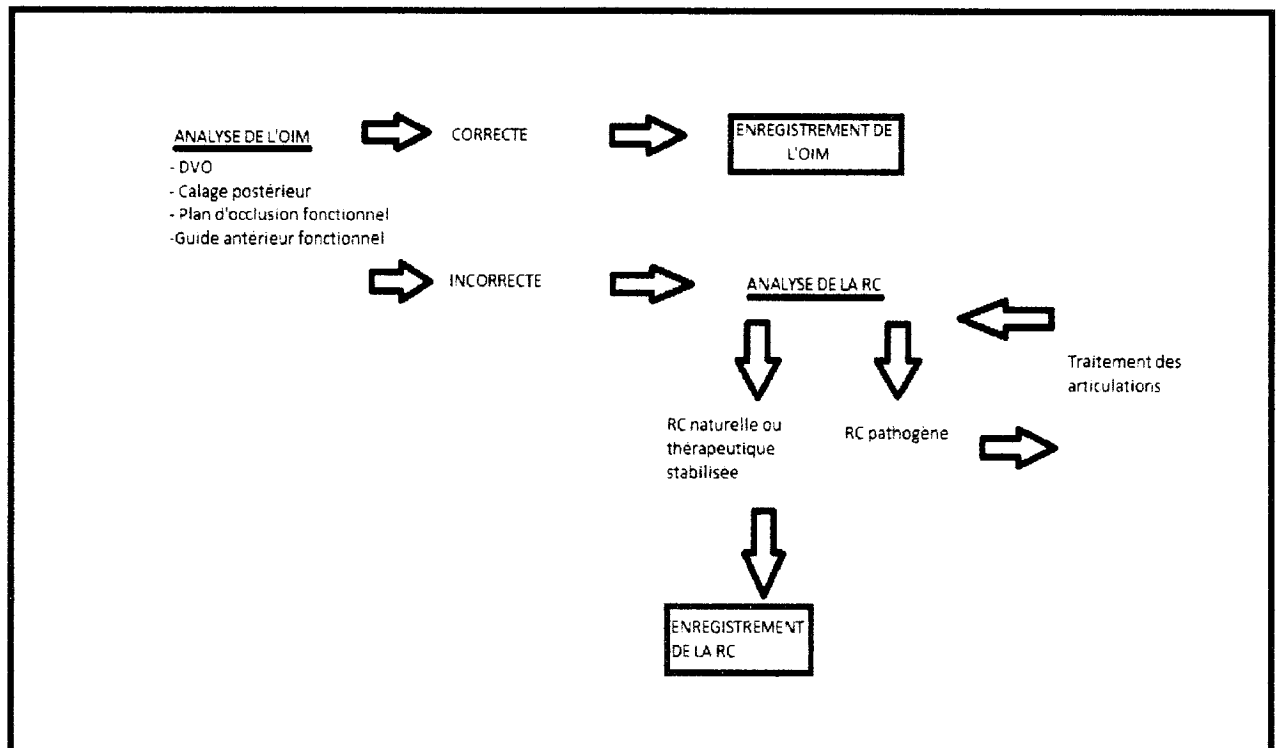 ANALYSE DE L'OIM
- DVO
- Calage postérieur
- Plan d'occlusion fonctionnel
-Guide antérieur fonctionnel
CORRECTE
ENREGISTREMENT DE
L'OIM
INCORRECTE
ANALYSE DE LA RC
Traitement des
articulations
RC naturelle ou
thérapeutique
stabilisée
RC pathogène
ENREGISTREMENT
DE LA RC